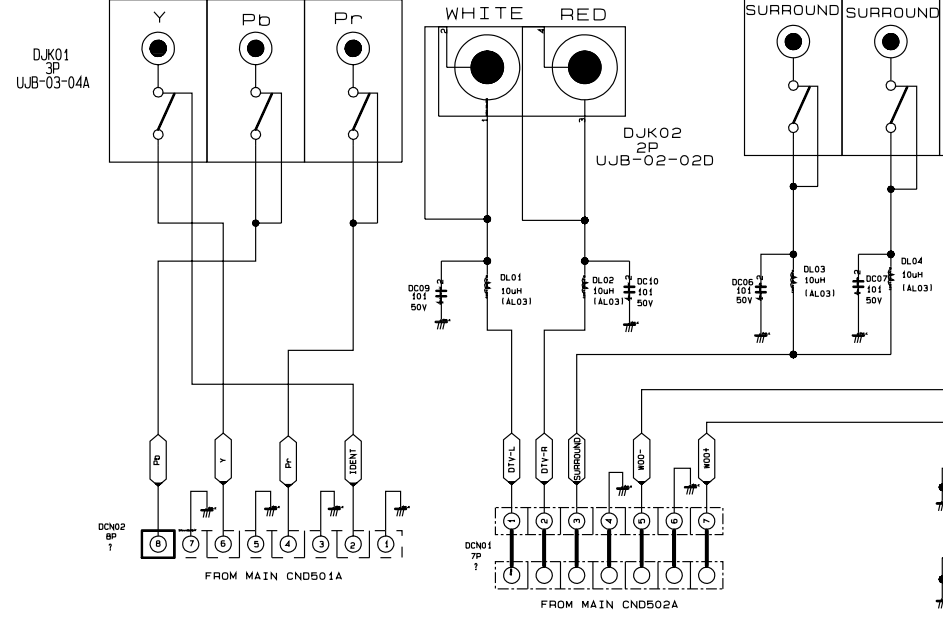 Y
Pb
Pr
DJK01
3P
UJB-03-04A
WHITE
RED
2
4
1
3
DJK02
2P
UJB-02-02D
SURROUND
SURROUND
DC09
101
50V
2
DL01
10uH
(AL03)
DL02
10uH
(AL03)
2
DC10
101
50V
DC06
101
50V
2
DL03
10uH
(AL03)
DC07
101
50V
2
DL04
10uH
(AL03)
Pb
Y
Pr
IDENT
DTV-L
DTV-R
SURROUND
WOO-
WOO+
DCN02
8P
?
8
7
6
5
4
3
2
1
FROM MAIN CND501A
DCN01
7P
?
1
2
3
4
5
6
7
FROM MAIN CND502A